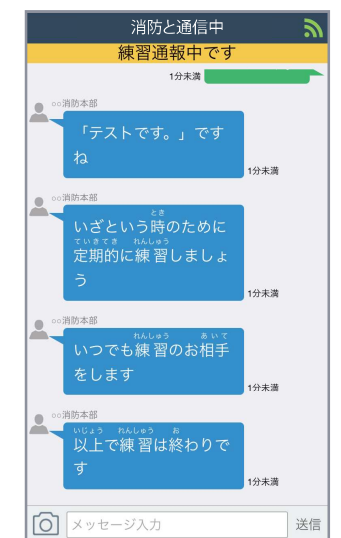 消防と通信中
練習通報中です
1分未満
○○消防本部
「テストです。」です
ね
1分未満
○○消防本部
とき
いざという時のために
ていきてき れんしゅう
定期的に練習しましょ
う
1分未満
○○消防本部
れんしゅう あいて
いつでも練習のお相手
をします
1分未満
○○消防本部
いじょう れんしゅう お
以上で練習は終わりで
す
1分未満
メッセージ入力
送信